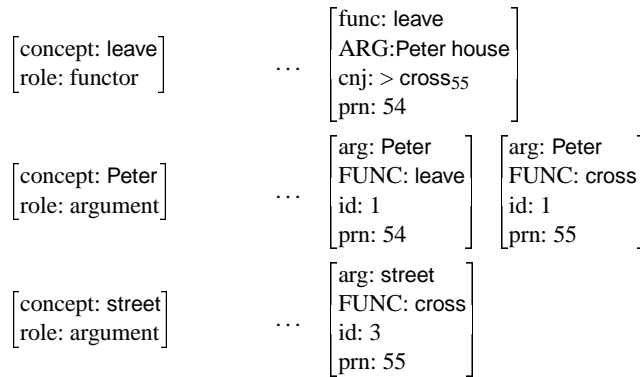 func: leave
concept: leave ARG:Peter house
role: functor … cnj: > cross55
prn: 54
arg: Peter arg: Peter
concept: Peter FUNC: leave FUNC: cross
role: argument … id: 1 id: 1
prn: 54 prn: 55
arg: street
concept: street FUNC: cross
role: argument … id: 3
prn: 55